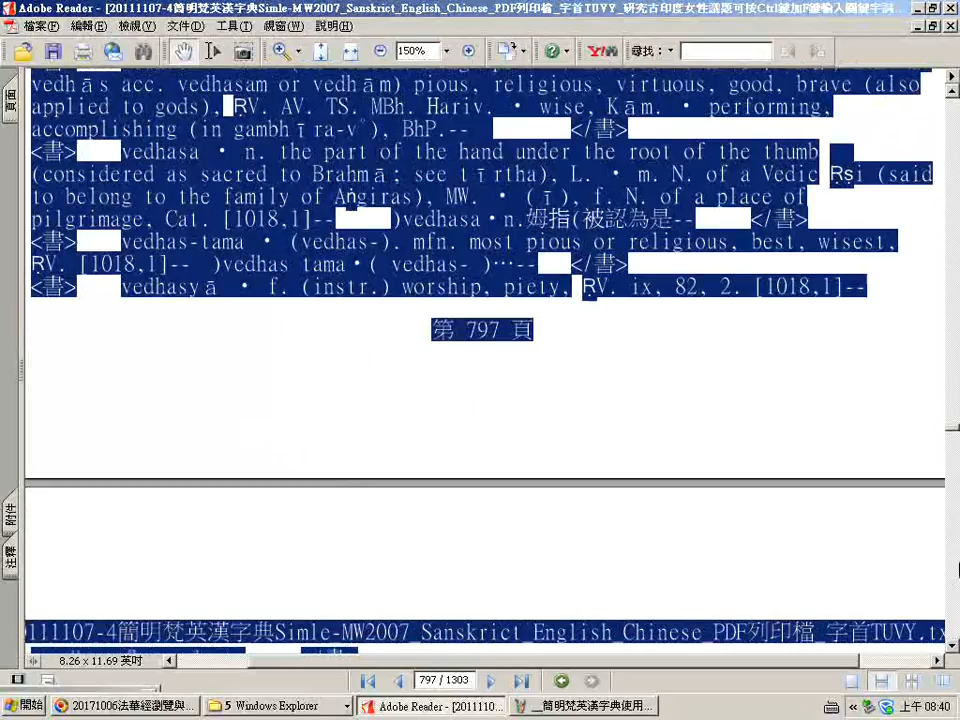 Adobe Reader - [20111107-4簡明梵英漢字典Simle-MW2007_Sanskrict_English_Chinese_PDF列印檔_字首TUVY_研究古印度女性議題可按Ctrl鍵加F鍵輸入關鍵字詞
檔案(F) 編輯(E) 檢視(V) 文件(D) 工具(T) 視窗(W) 說明(H)
150% Y! 尋找：
頁面
vedhās acc. vedhasam or vedhām) pious, religious, virtuous, good, brave (also
applied to gods), ṚV. AV. TS. MBh. Hariv. • wise, Kām. • performing,
accomplishing (in gambhīra-v°), BhP.-- </書>
<書> vedhasa • n. the part of the hand under the root of the thumb
(considered as sacred to Brahmā; see tīrtha), L. • m. N. of a Vedic Ṛṣi (said
to belong to the family of Aṅgiras), MW. • (ī), f. N. of a place of
pilgrimage, Cat. [1018,1]-- )vedhasa•n.姆指(被認為是-- </書>
<書> vedhas-tama • (vedhas-). mfn. most pious or religious, best, wisest,
ṚV. [1018,1]-- )vedhas tama•( vedhas- )…-- </書>
<書> vedhasyā • f. (instr.) worship, piety, ṚV. ix, 82, 2. [1018,1]--
第 797 頁
附件
注釋
111107-4簡明梵英漢字典Simle-MW2007_Sanskrict_English_Chinese_PDF列印檔_字首TUVY.tx
8.26 x 11.69 英吋
797 / 1303
開始 20171006法華經瀏覽與... 5 Windows Explorer Adobe Reader - [2011110... __簡明梵英漢字典使用... 上午 08:40